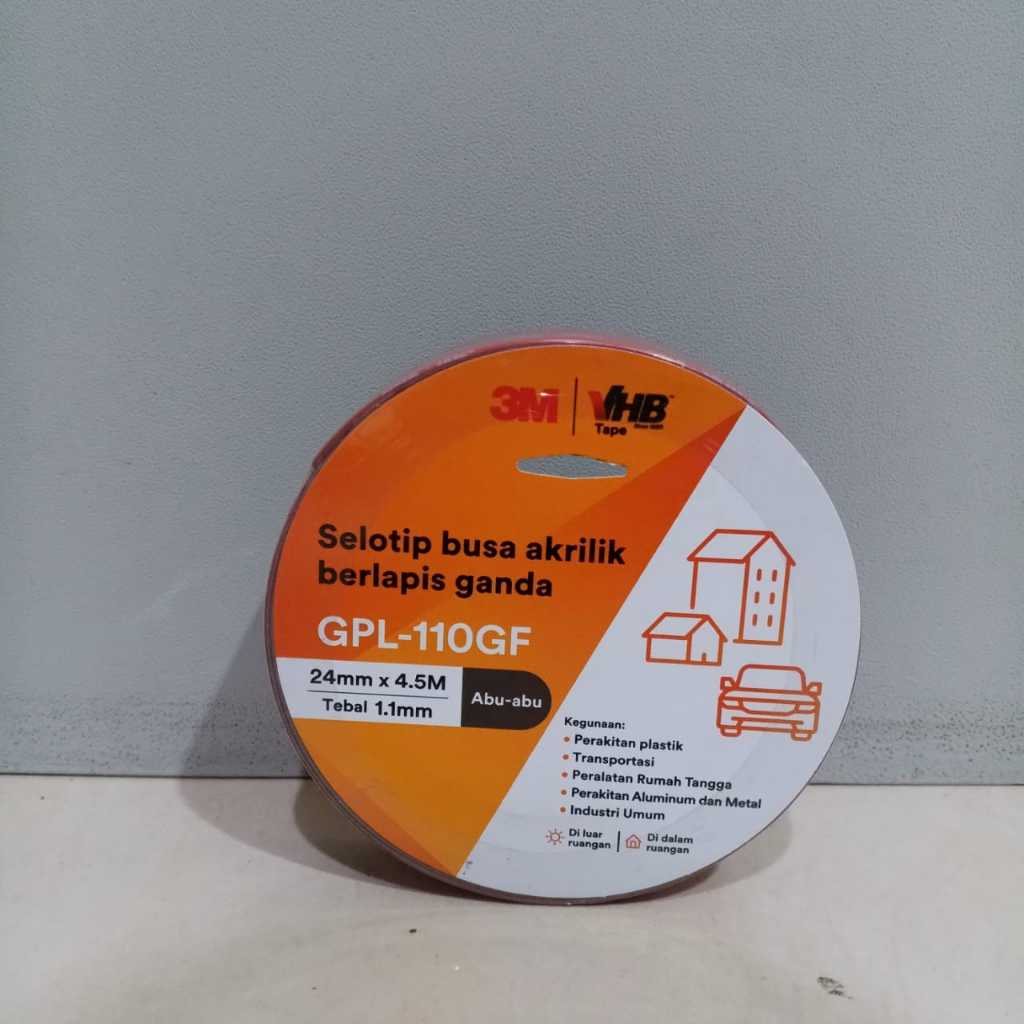 3M VHB™
Tape
Selotip busa akrilik
berlapis ganda
GPL-110GF
24mm x 4.5M
Tebal 1.1mm
Abu-abu
Kegunaan:
• Perakitan plastik
• Transportasi
• Peralatan Rumah Tangga
• Perakitan Aluminum dan Metal
• Industri Umum
Di luar
ruangan
Di dalam
ruangan